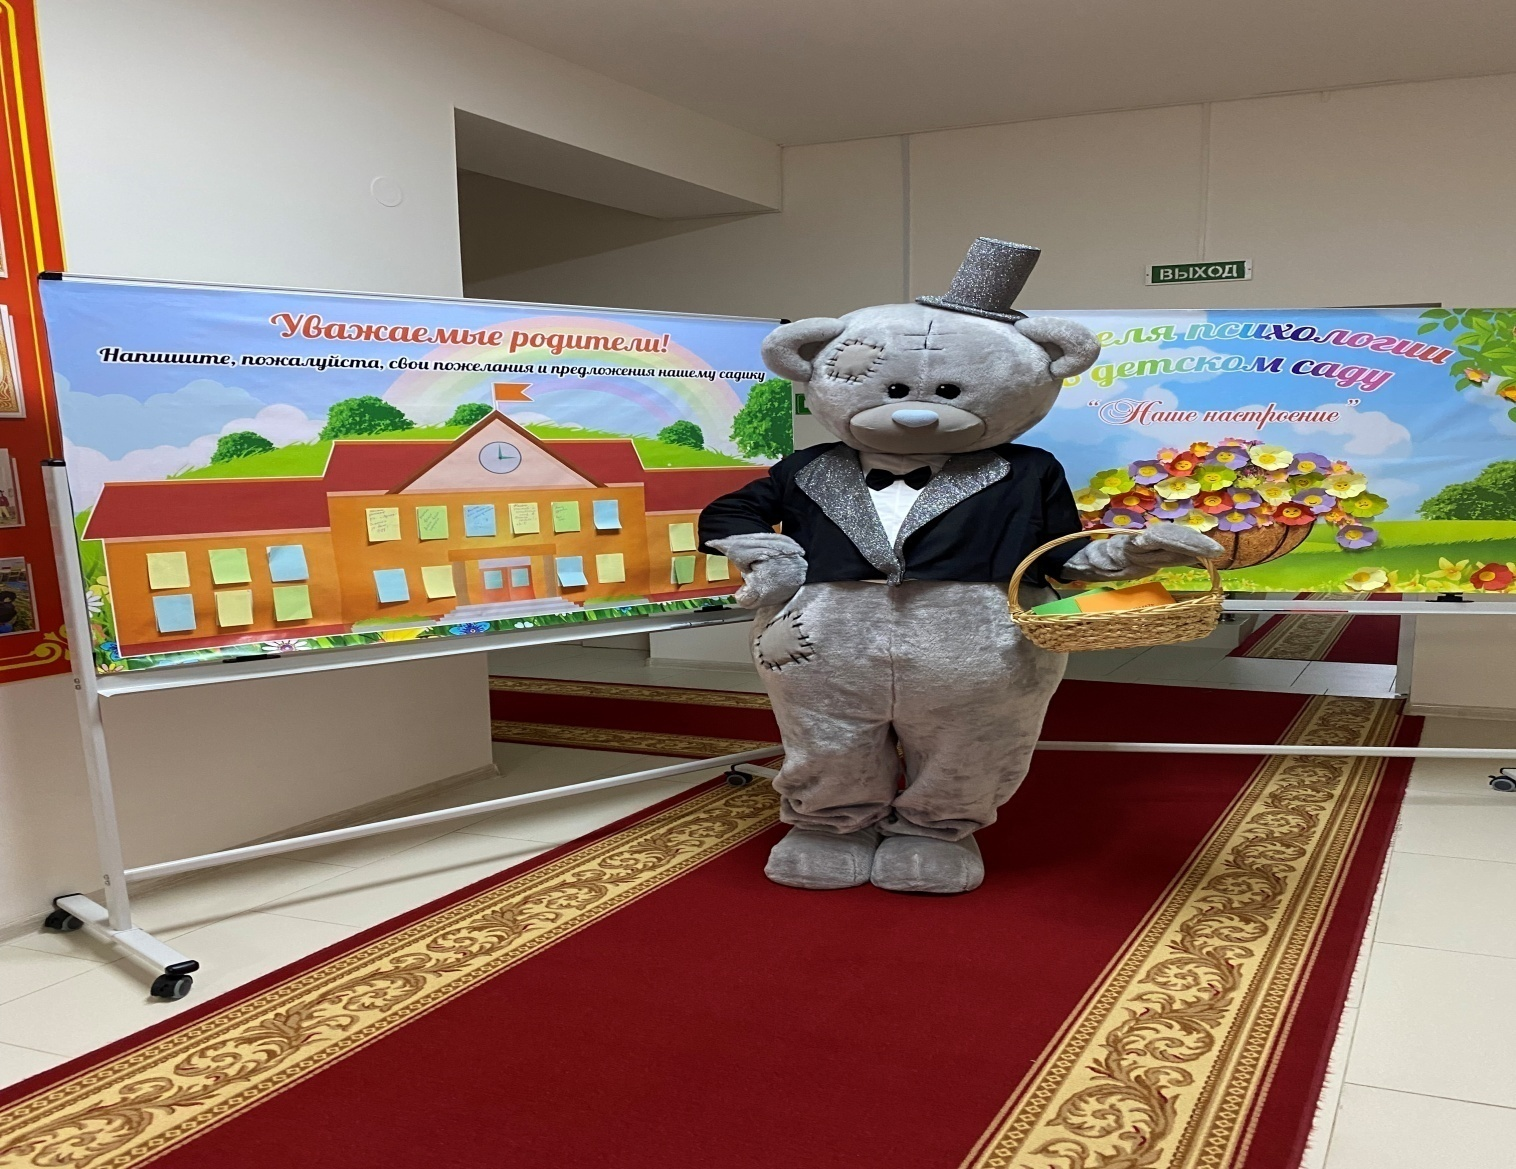 Уважаемые родители!
Напишите, пожалуйста, свои пожелания и предложения нашему садику
ВЫХОД
психологии
в детском саду
“Наше настроение”